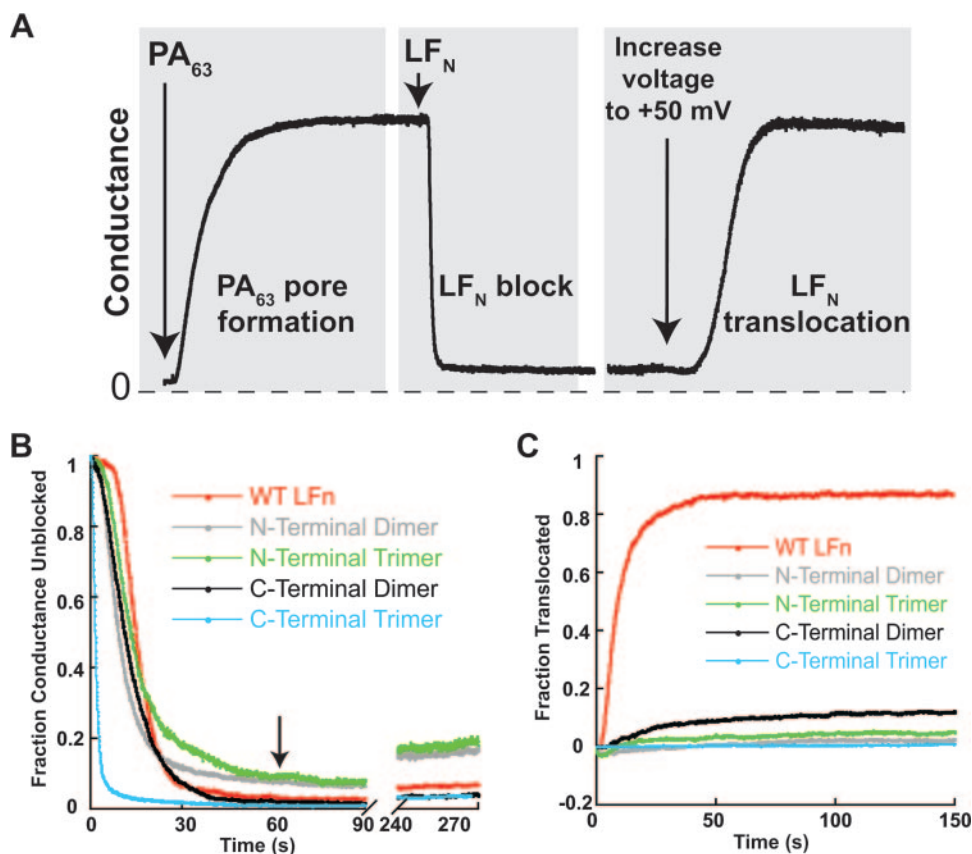 A
PA63
LFN
Increase
voltage
to +50 mV
Conductance
PA63 pore
formation
LFN block
LFN
translocation
0
B
Fraction Conductance Unblocked
1
0.8
0.6
0.4
0.2
0
WT LFn
N-Terminal Dimer
N-Terminal Trimer
C-Terminal Dimer
C-Terminal Trimer
0 30 60 90 240 270
Time (s)
C
Fraction Translocated
1
0.8
0.6
0.4
0.2
0
-0.2
WT LFn
N-Terminal Dimer
N-Terminal Trimer
C-Terminal Dimer
C-Terminal Trimer
0 50 100 150
Time (s)